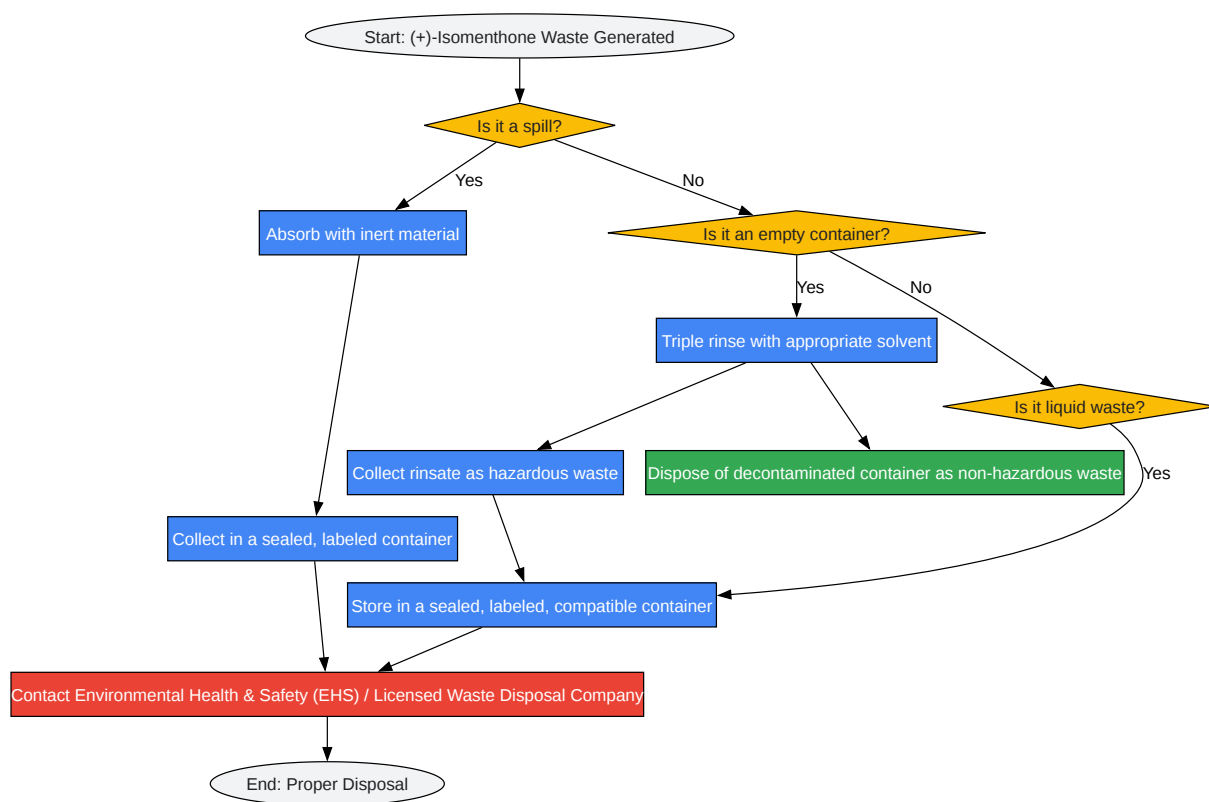 Start: (+)-Isomenthone Waste Generated
Is it a spill?
Yes
No
Absorb with inert material
Is it an empty container?
Yes
No
Triple rinse with appropriate solvent
Is it liquid waste?
Collect rinsate as hazardous waste
Dispose of decontaminated container as non-hazardous waste
Yes
Collect in a sealed, labeled container
Store in a sealed, labeled, compatible container
Contact Environmental Health & Safety (EHS) / Licensed Waste Disposal Company
End: Proper Disposal